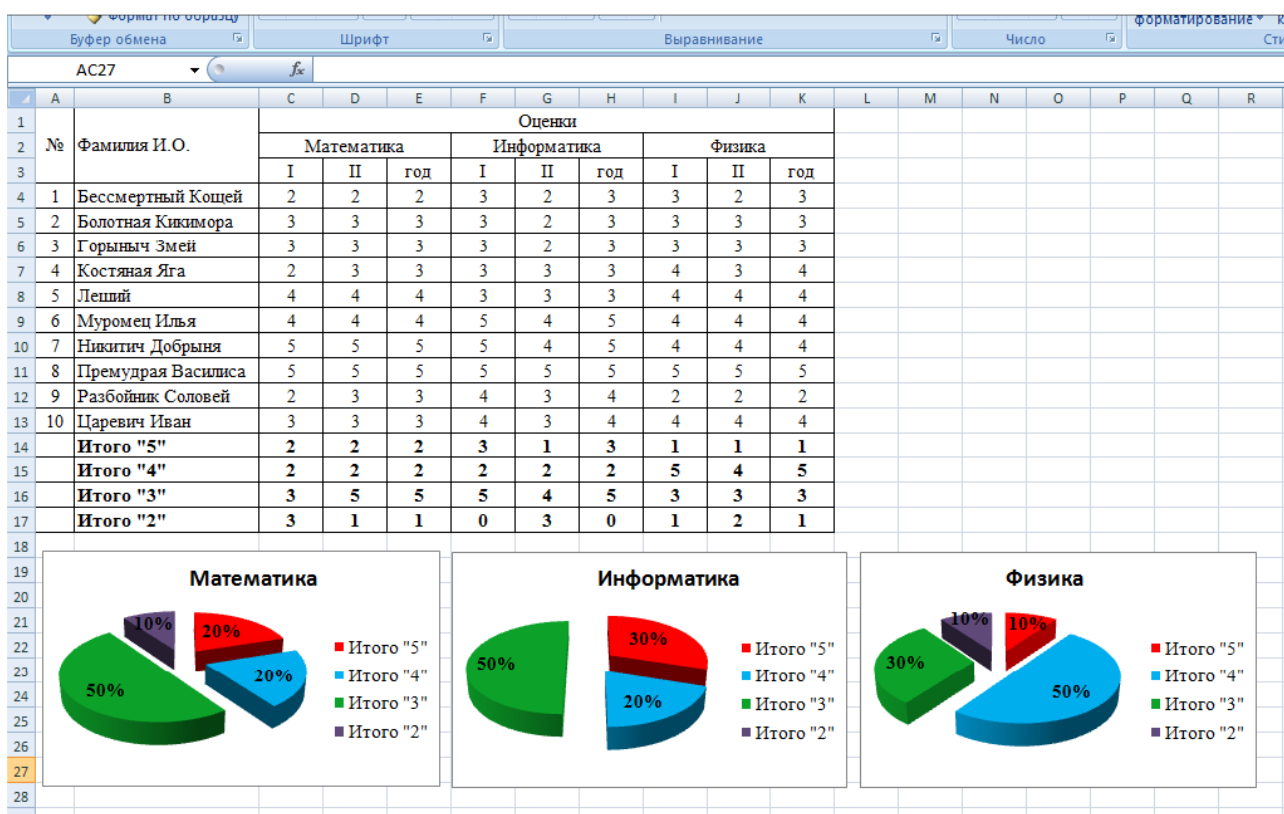 Формат по образцу
форматирование
Буфер обмена Шрифт Выравнивание Число Сти
AC27 fx
A B C D E F G H I J K L M N O P Q R
1 Оценки
2 № Фамилия И.О. Математика Информатика Физика
3 I II год I II год I II год
4 1 Бессмертный Кощей 2 2 2 3 2 3 3 2 3
5 2 Болотная Кикимора 3 3 3 3 2 3 3 3 3
6 3 Горыныч Змей 3 3 3 3 2 3 3 3 3
7 4 Костяная Яга 2 3 3 3 3 3 4 3 4
8 5 Леший 4 4 4 3 3 3 4 4 4
9 6 Муромец Илья 4 4 4 5 4 5 4 4 4
10 7 Никитич Добрыня 5 5 5 5 4 5 4 4 4
11 8 Премудрая Василиса 5 5 5 5 5 5 5 5 5
12 9 Разбойник Соловей 2 3 3 4 3 4 2 2 2
13 10 Царевич Иван 3 3 3 4 3 4 4 4 4
14 Итого "5" 2 2 2 3 1 3 1 1 1
15 Итого "4" 2 2 2 2 2 2 5 4 5
16 Итого "3" 3 5 5 5 4 5 3 3 3
17 Итого "2" 3 1 1 0 3 0 1 2 1
18
19
20
21
22
23
24
25
26
27
28
Математика
10%
20%
20%
50%
Итого "5"
Итого "4"
Итого "3"
Итого "2"
Информатика
30%
50%
20%
Итого "5"
Итого "4"
Итого "3"
Итого "2"
Физика
10%
10%
30%
50%
Итого "5"
Итого "4"
Итого "3"
Итого "2"